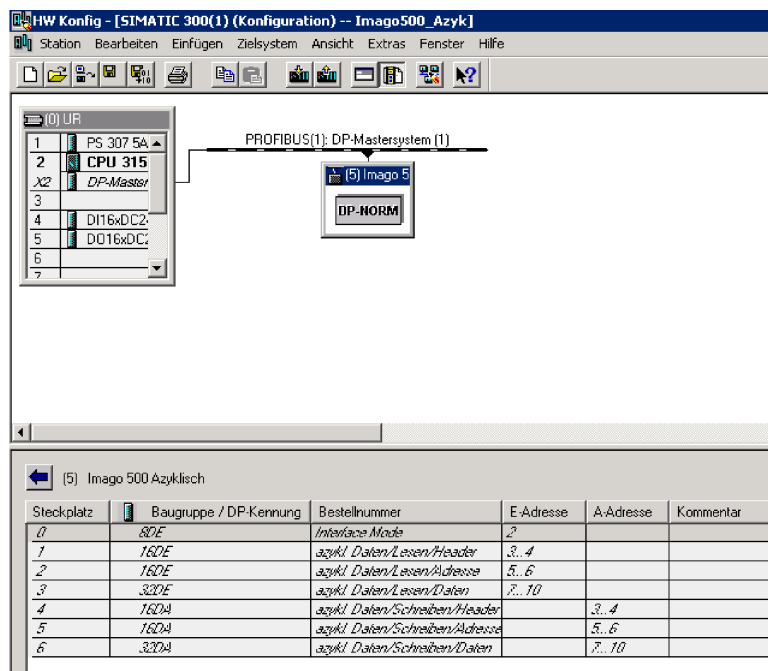 HW Konfig - [SIMATIC 300(1) (Konfiguration) -- Imago500_Azyk]
Station Bearbeiten Einfügen Zielsystem Ansicht Extras Fenster Hilfe
(0) UR
1 PS 307 5A
2 CPU 315
X2 DP-Master
3
4 DI16xDC24
5 DO16xDC2
6
7
PROFIBUS(1): DP-Mastersystem (1)
(5) Imago 5
DP-NORM
(5) Imago 500 Azyklisch
Steckplatz Baugruppe / DP-Kennung Bestellnummer E-Adresse A-Adresse Kommentar
0 8DE Interface Mode 2
1 16DE azykl. Daten/Lesen/Header 3...4
2 16DE azykl. Daten/Lesen/Adresse 5...6
3 32DE azykl. Daten/Lesen/Daten 7...10
4 16DA azykl. Daten/Schreiben/Header 3...4
5 16DA azykl. Daten/Schreiben/Adresse 5...6
6 32DA azykl. Daten/Schreiben/Daten 7...10